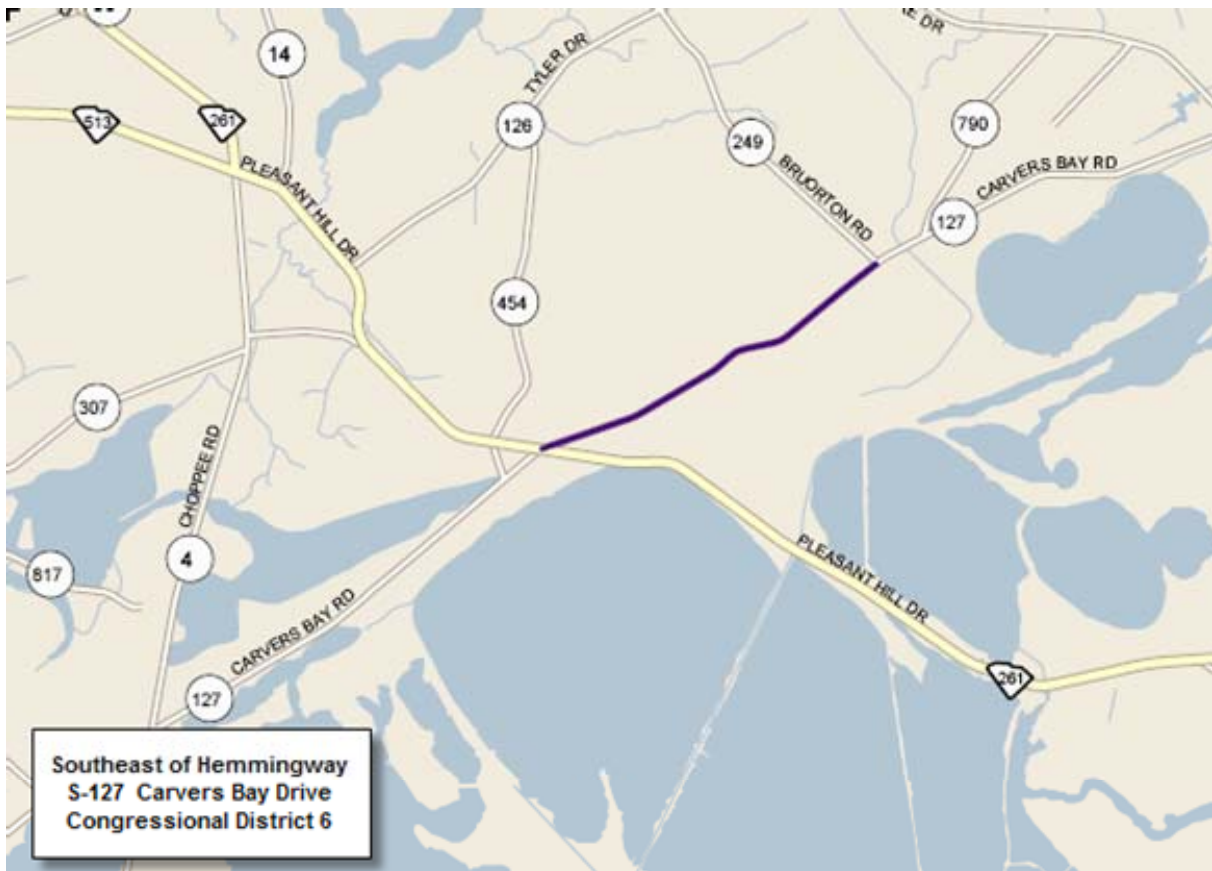 14
TYLER DR
513
261
126
790
249
PLEASANT HILL DR
BRUORTON RD
CARVERS BAY RD
127
454
307
CHOPPEE RD
4
817
PLEASANT HILL DR
CARVERS BAY RD
261
127
Southeast of Hemmingway
S-127 Carvers Bay Drive
Congressional District 6